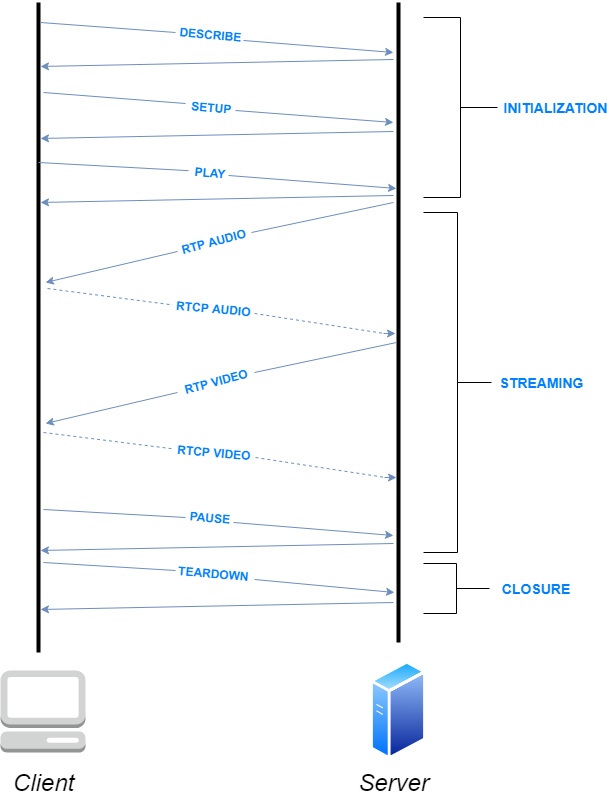 DESCRIBE
SETUP
INITIALIZATION
PLAY
RTP AUDIO
RTCP AUDIO
RTP VIDEO
STREAMING
RTCP VIDEO
PAUSE
TEARDOWN
CLOSURE
Client
Server